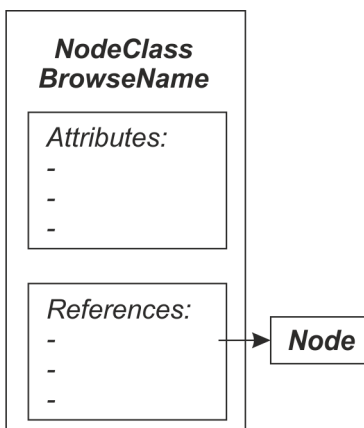 NodeClass
BrowseName
Attributes:
-
-
-
References:
-
-
-
Node